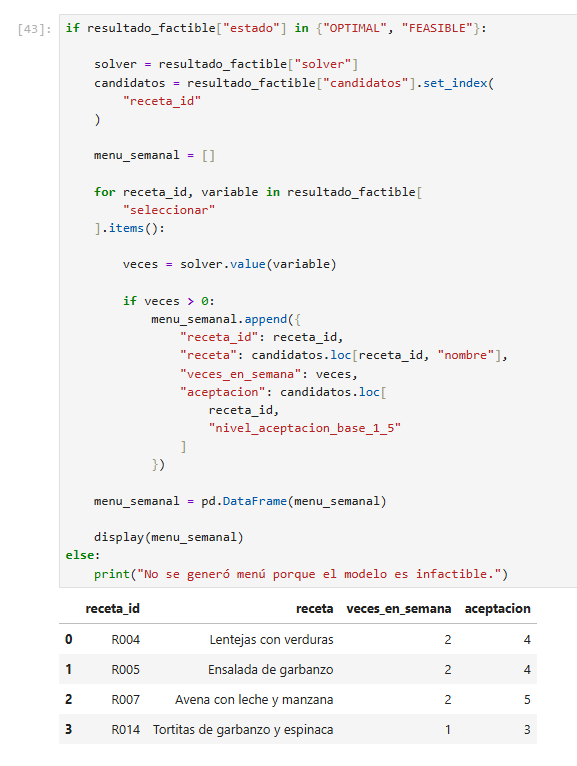 [43]: if resultado_factible["estado"] in {"OPTIMAL", "FEASIBLE"}:
solver = resultado_factible["solver"]
candidatos = resultado_factible["candidatos"].set_index(
"receta_id"
)
menu_semanal = []
for receta_id, variable in resultado_factible[
"seleccionar"
].items():
veces = solver.value(variable)
if veces > 0:
menu_semanal.append({
"receta_id": receta_id,
"receta": candidatos.loc[receta_id, "nombre"],
"veces_en_semana": veces,
"aceptacion": candidatos.loc[
receta_id,
"nivel_aceptacion_base_1_5"
]
})
menu_semanal = pd.DataFrame(menu_semanal)
display(menu_semanal)
else:
print("No se generó menú porque el modelo es infactible.")
receta_id receta veces_en_semana aceptacion
0 R004 Lentejas con verduras 2 4
1 R005 Ensalada de garbanzo 2 4
2 R007 Avena con leche y manzana 2 5
3 R014 Tortitas de garbanzo y espinaca 1 3